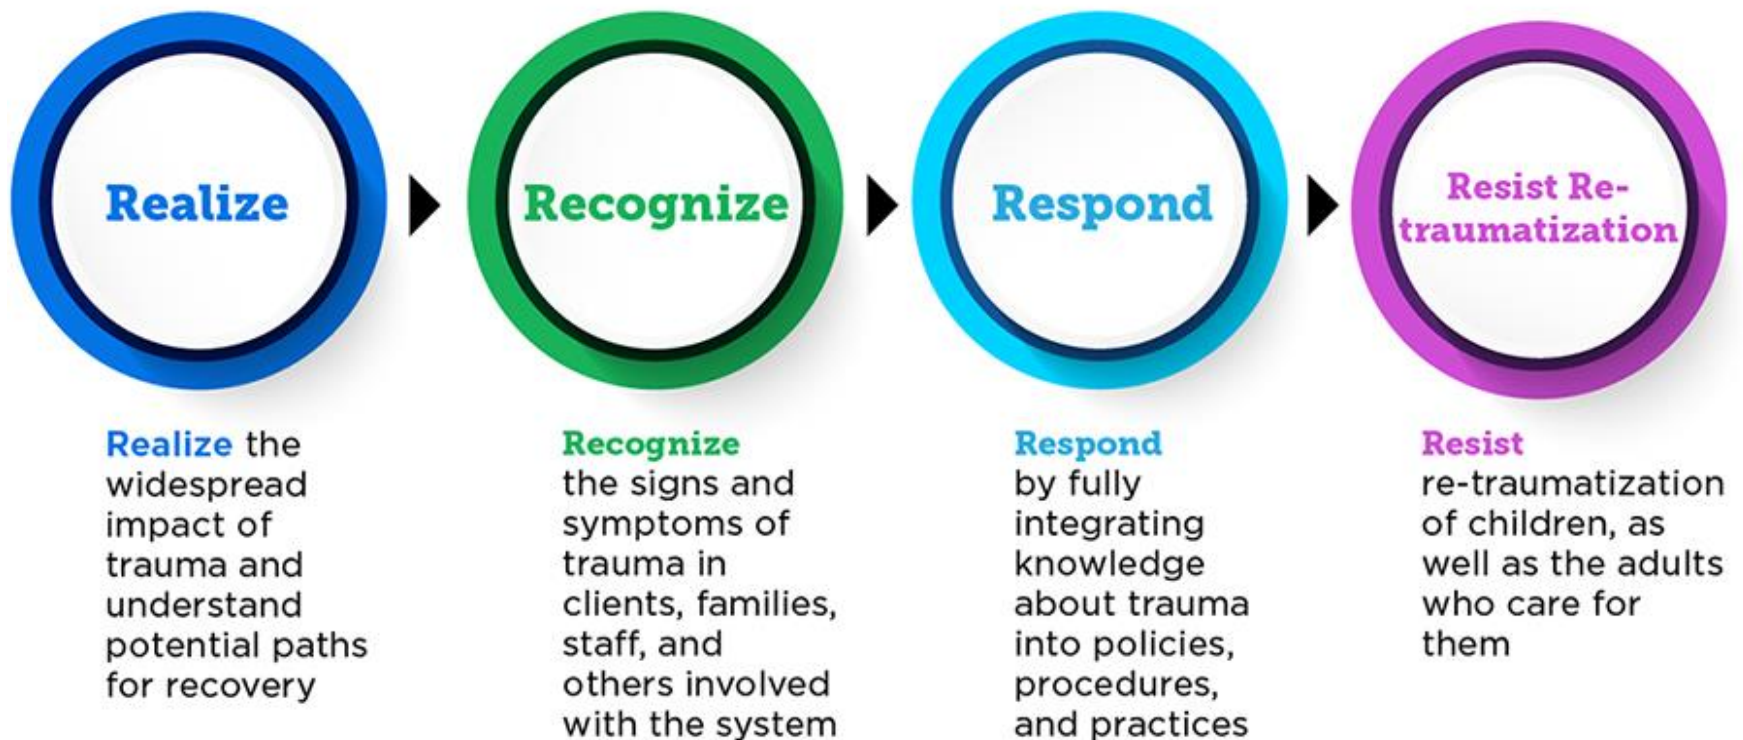 Realize
Recognize
Respond
Resist Re-
traumatization
Realize the
widespread
impact of
trauma and
understand
potential paths
for recovery
Recognize
the signs and
symptoms of
trauma in
clients, families,
staff, and
others involved
with the system
Respond
by fully
integrating
knowledge
about trauma
into policies,
procedures,
and practices
Resist
re-traumatization
of children, as
well as the adults
who care for
them